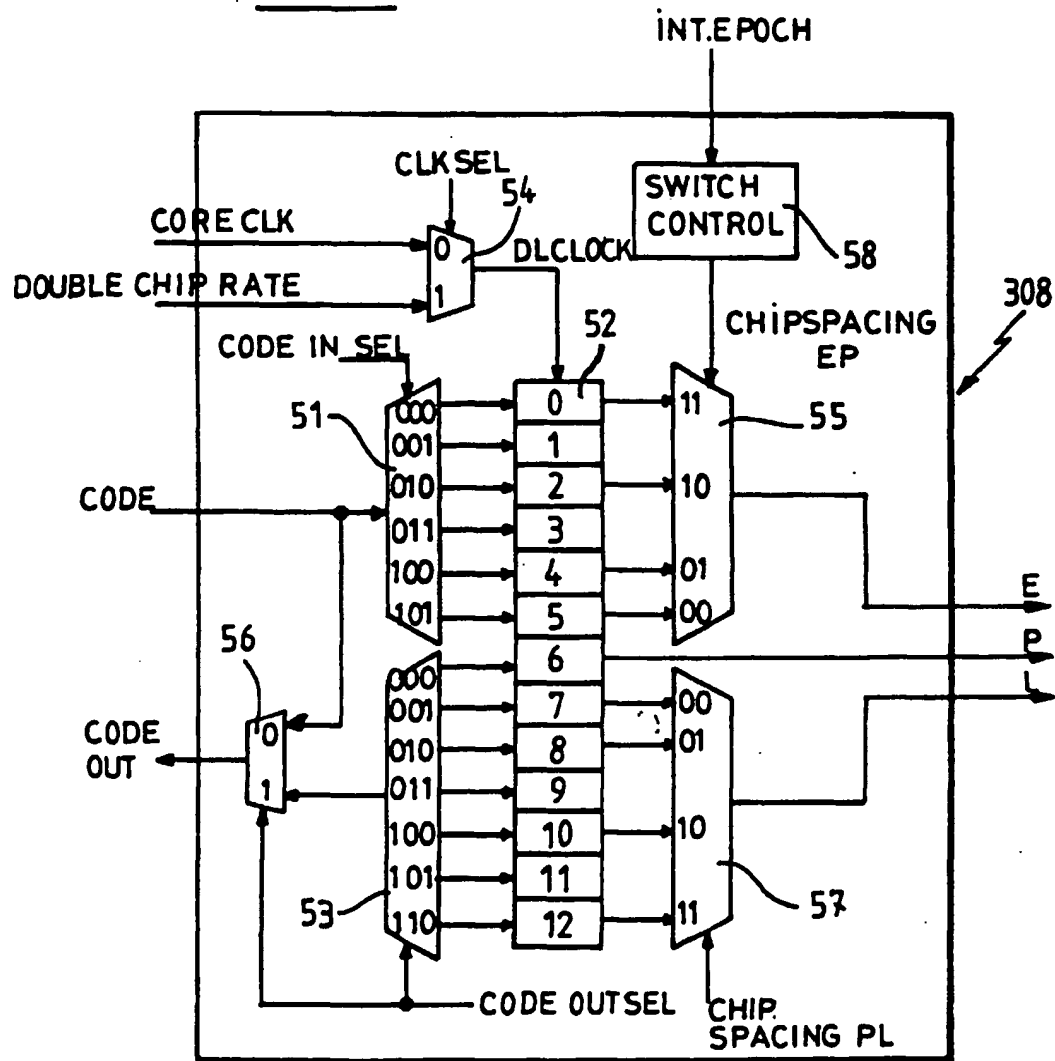 INT.EPOCH
CLKSEL
54
SWITCH
CONTROL
58
CORECLK
0
1
DLCLOCK
DOUBLE CHIP RATE
308
CHIPSPACING
EP
CODE IN SEL
52
51
000
001
010
011
100
101
0
1
2
3
4
5
6
7
8
9
10
11
12
11
10
01
00
55
CODE
E
P
L
56
0
1
CODE
OUT
000
001
010
011
100
101
110
53
00
01
10
11
57
CODE OUTSEL
CHIP.
SPACING PL